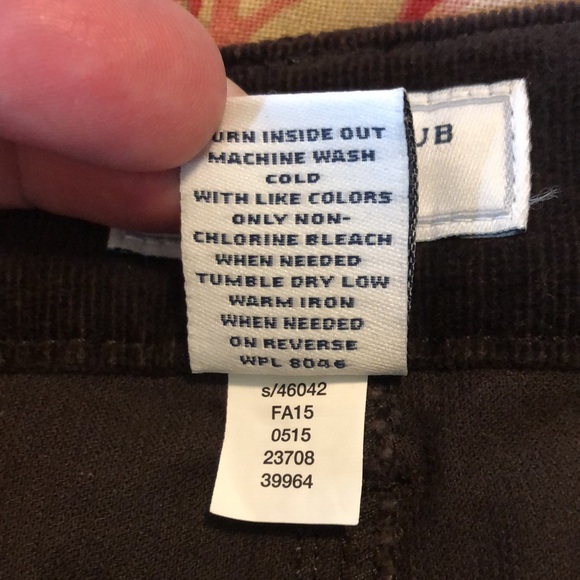 URN INSIDE OUT
MACHINE WASH
COLD
WITH LIKE COLORS
ONLY NON-
CHLORINE BLEACH
WHEN NEEDED
TUMBLE DRY LOW
WARM IRON
WHEN NEEDED
ON REVERSE
WPL 8046
s/46042
FA15
0515
23708
39964
UB